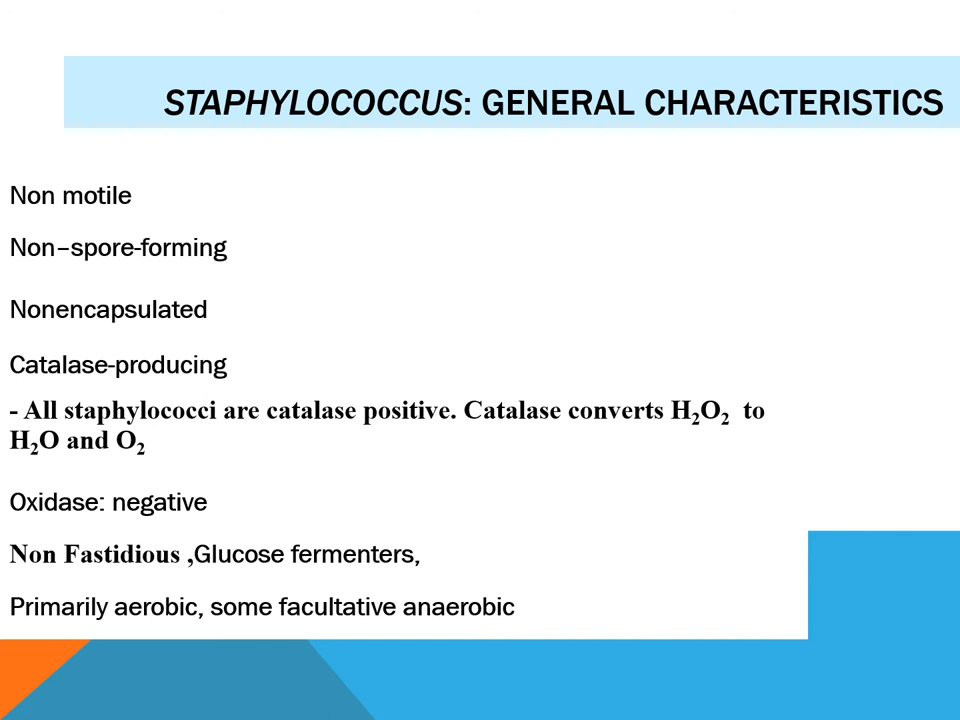 STAPHYLOCOCCUS: GENERAL CHARACTERISTICS
Non motile
Non–spore-forming
Nonencapsulated
Catalase-producing
- All staphylococci are catalase positive. Catalase converts H₂O₂ to
H₂O and O₂
Oxidase: negative
Non Fastidious ,Glucose fermenters,
Primarily aerobic, some facultative anaerobic